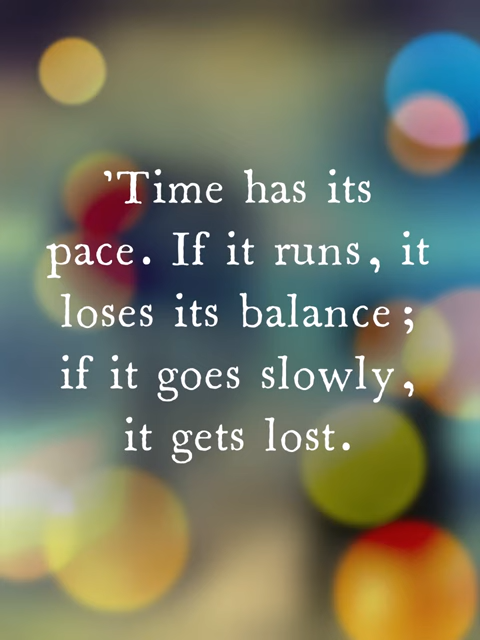 ’Time has its
pace. If it runs, it
loses its balance;
if it goes slowly,
it gets lost.